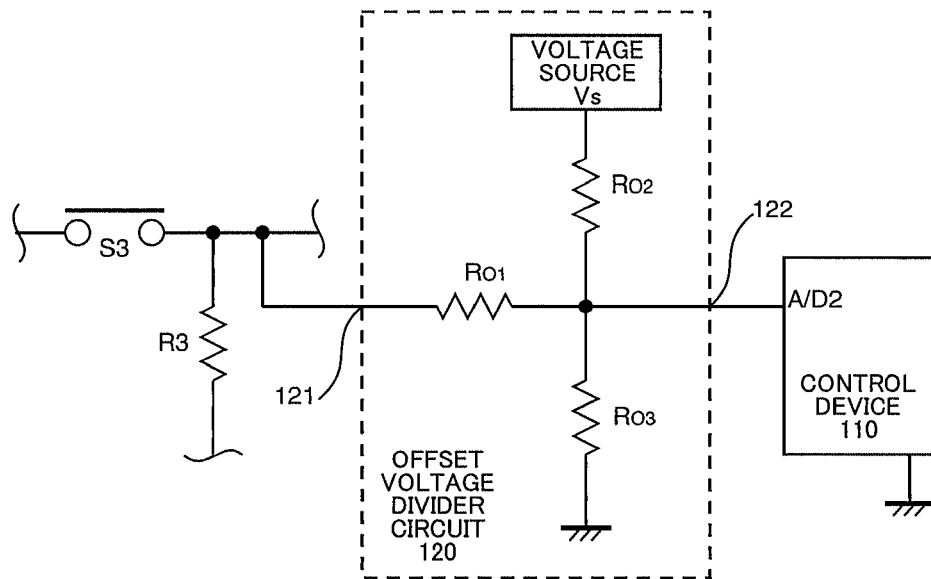 VOLTAGE
SOURCE
Vs
RO2
122
S3
RO1
A/D2
R3
121
RO3
CONTROL
DEVICE
110
OFFSET
VOLTAGE
DIVIDER
CIRCUIT
120